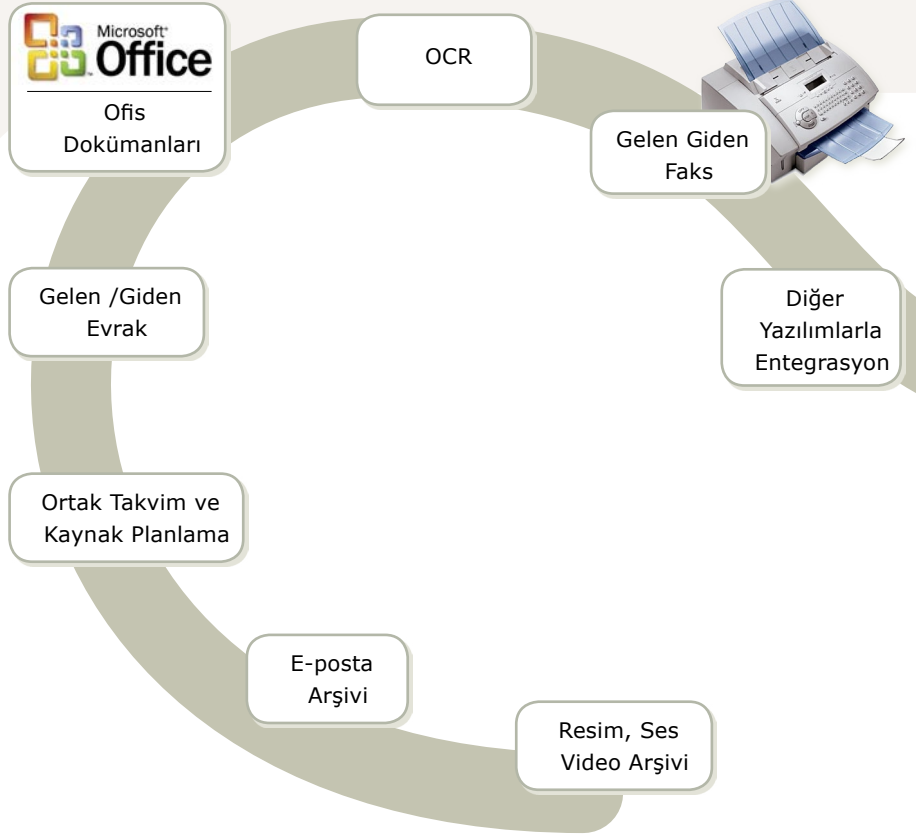 Microsoft
Office
Ofis
Dokümanları
OCR
Gelen Giden
Faks
Gelen /Giden
Evrak
Diğer
Yazılımlarla
Entegrasyon
Ortak Takvim ve
Kaynak Planlama
E-posta
Arşivi
Resim, Ses
Video Arşivi